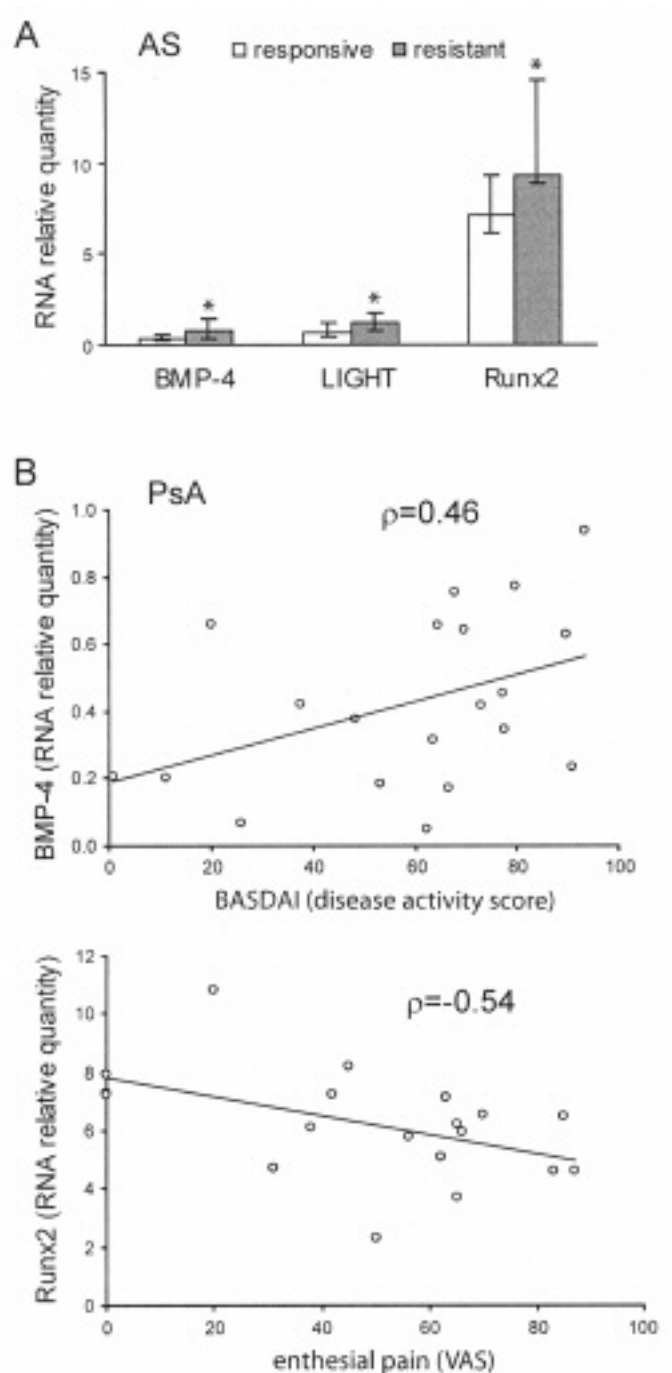 A
AS
responsive resistant
RNA relative quantity
15
10
5
0
*
*
*
BMP-4 LIGHT Runx2
B
PsA
ρ=0.46
BMP-4 (RNA relative quantity)
1.0
0.8
0.6
0.4
0.2
0.0
0 20 40 60 80 100
BASDAI (disease activity score)
ρ=-0.54
Runx2 (RNA relative quantity)
12
10
8
6
4
2
0
0 20 40 60 80 100
enthesial pain (VAS)